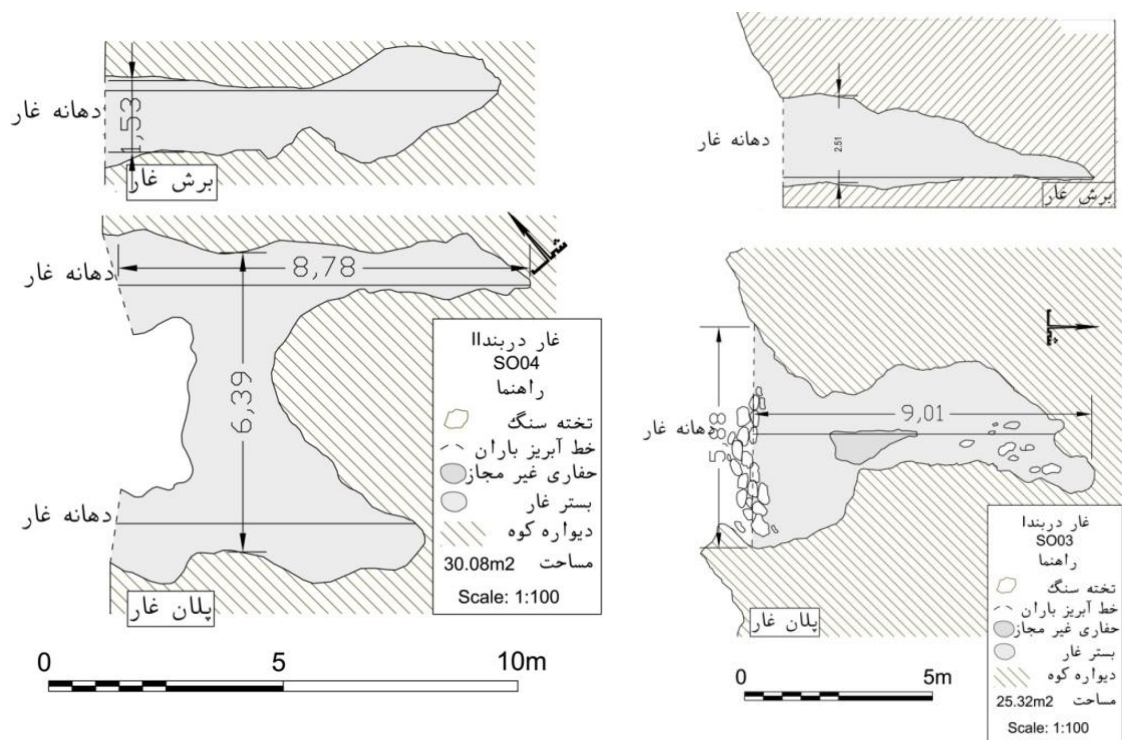 دهانه غار
1,53
برش غار
دهانه غار
8,78
6,39
دهانه غار
پلان غار
غار دربندII
SO04
راهنما
تخته سنگ
خط آبریز باران
حفاری غیر مجاز
بستر غار
دیواره کوه
مساحت 30.08m2
Scale: 1:100
0 5 10m
دهانه غار
2.51
برش غار
دهانه غار
5,88
9,01
پلان غار
غار دربندI
SO03
راهنما
تخته سنگ
خط آبریز باران
حفاری غیر مجاز
بستر غار
دیواره کوه
مساحت 25.32m2
Scale: 1:100
0 5m